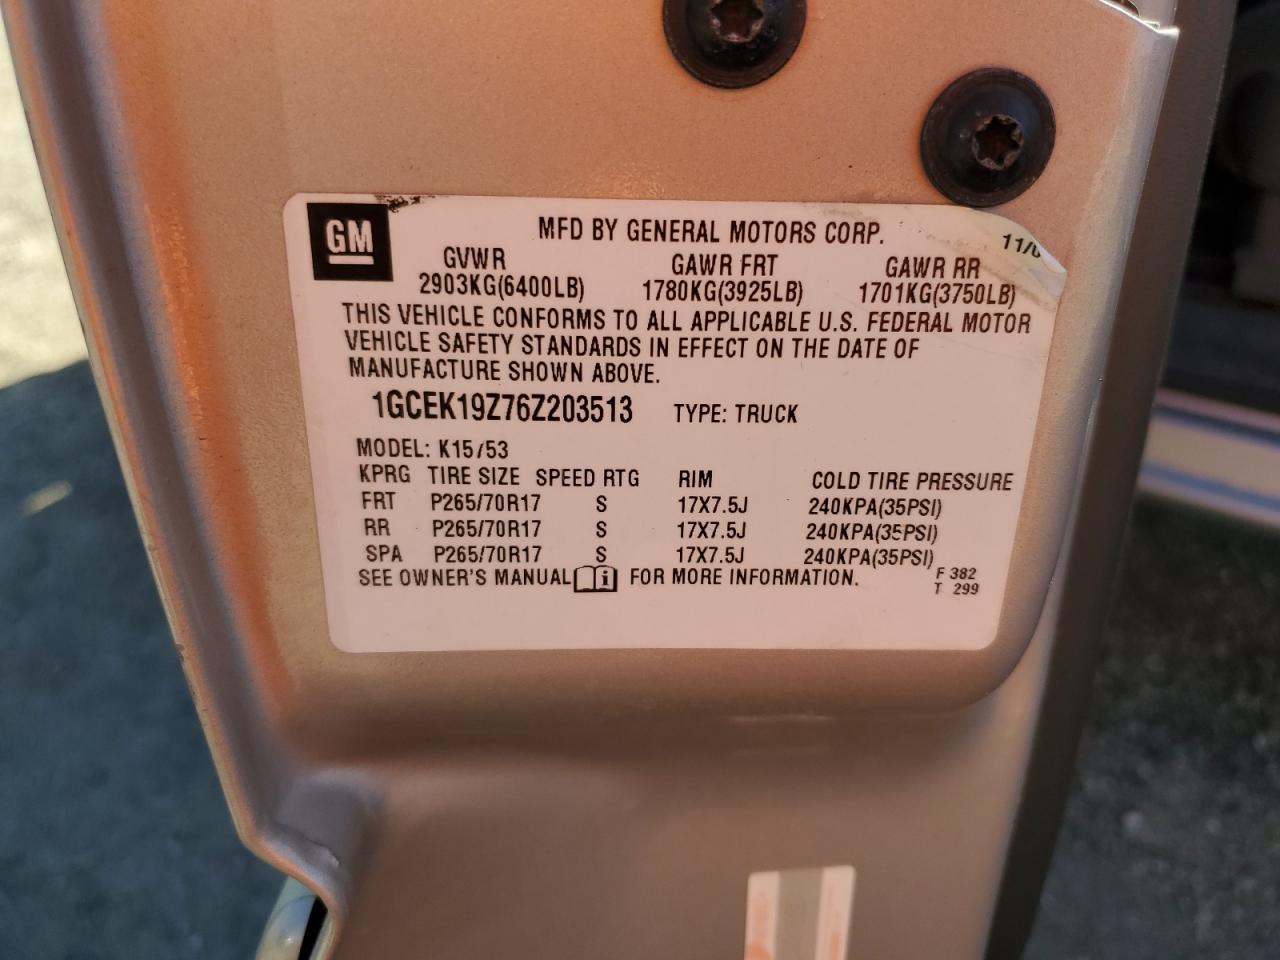 GM
MFD BY GENERAL MOTORS CORP.
11/0
GVWR GAWR FRT GAWR RR
2903KG(6400LB) 1780KG(3925LB) 1701KG(3750LB)
THIS VEHICLE CONFORMS TO ALL APPLICABLE U.S. FEDERAL MOTOR
VEHICLE SAFETY STANDARDS IN EFFECT ON THE DATE OF
MANUFACTURE SHOWN ABOVE.
1GCEK19Z76Z203513 TYPE: TRUCK
MODEL: K15/53
KPRG TIRE SIZE SPEED RTG RIM COLD TIRE PRESSURE
FRT P265/70R17 S 17X7.5J 240KPA(35PSI)
RR P265/70R17 S 17X7.5J 240KPA(35PSI)
SPA P265/70R17 S 17X7.5J 240KPA(35PSI)
SEE OWNER'S MANUAL i FOR MORE INFORMATION.
F 382
T 299